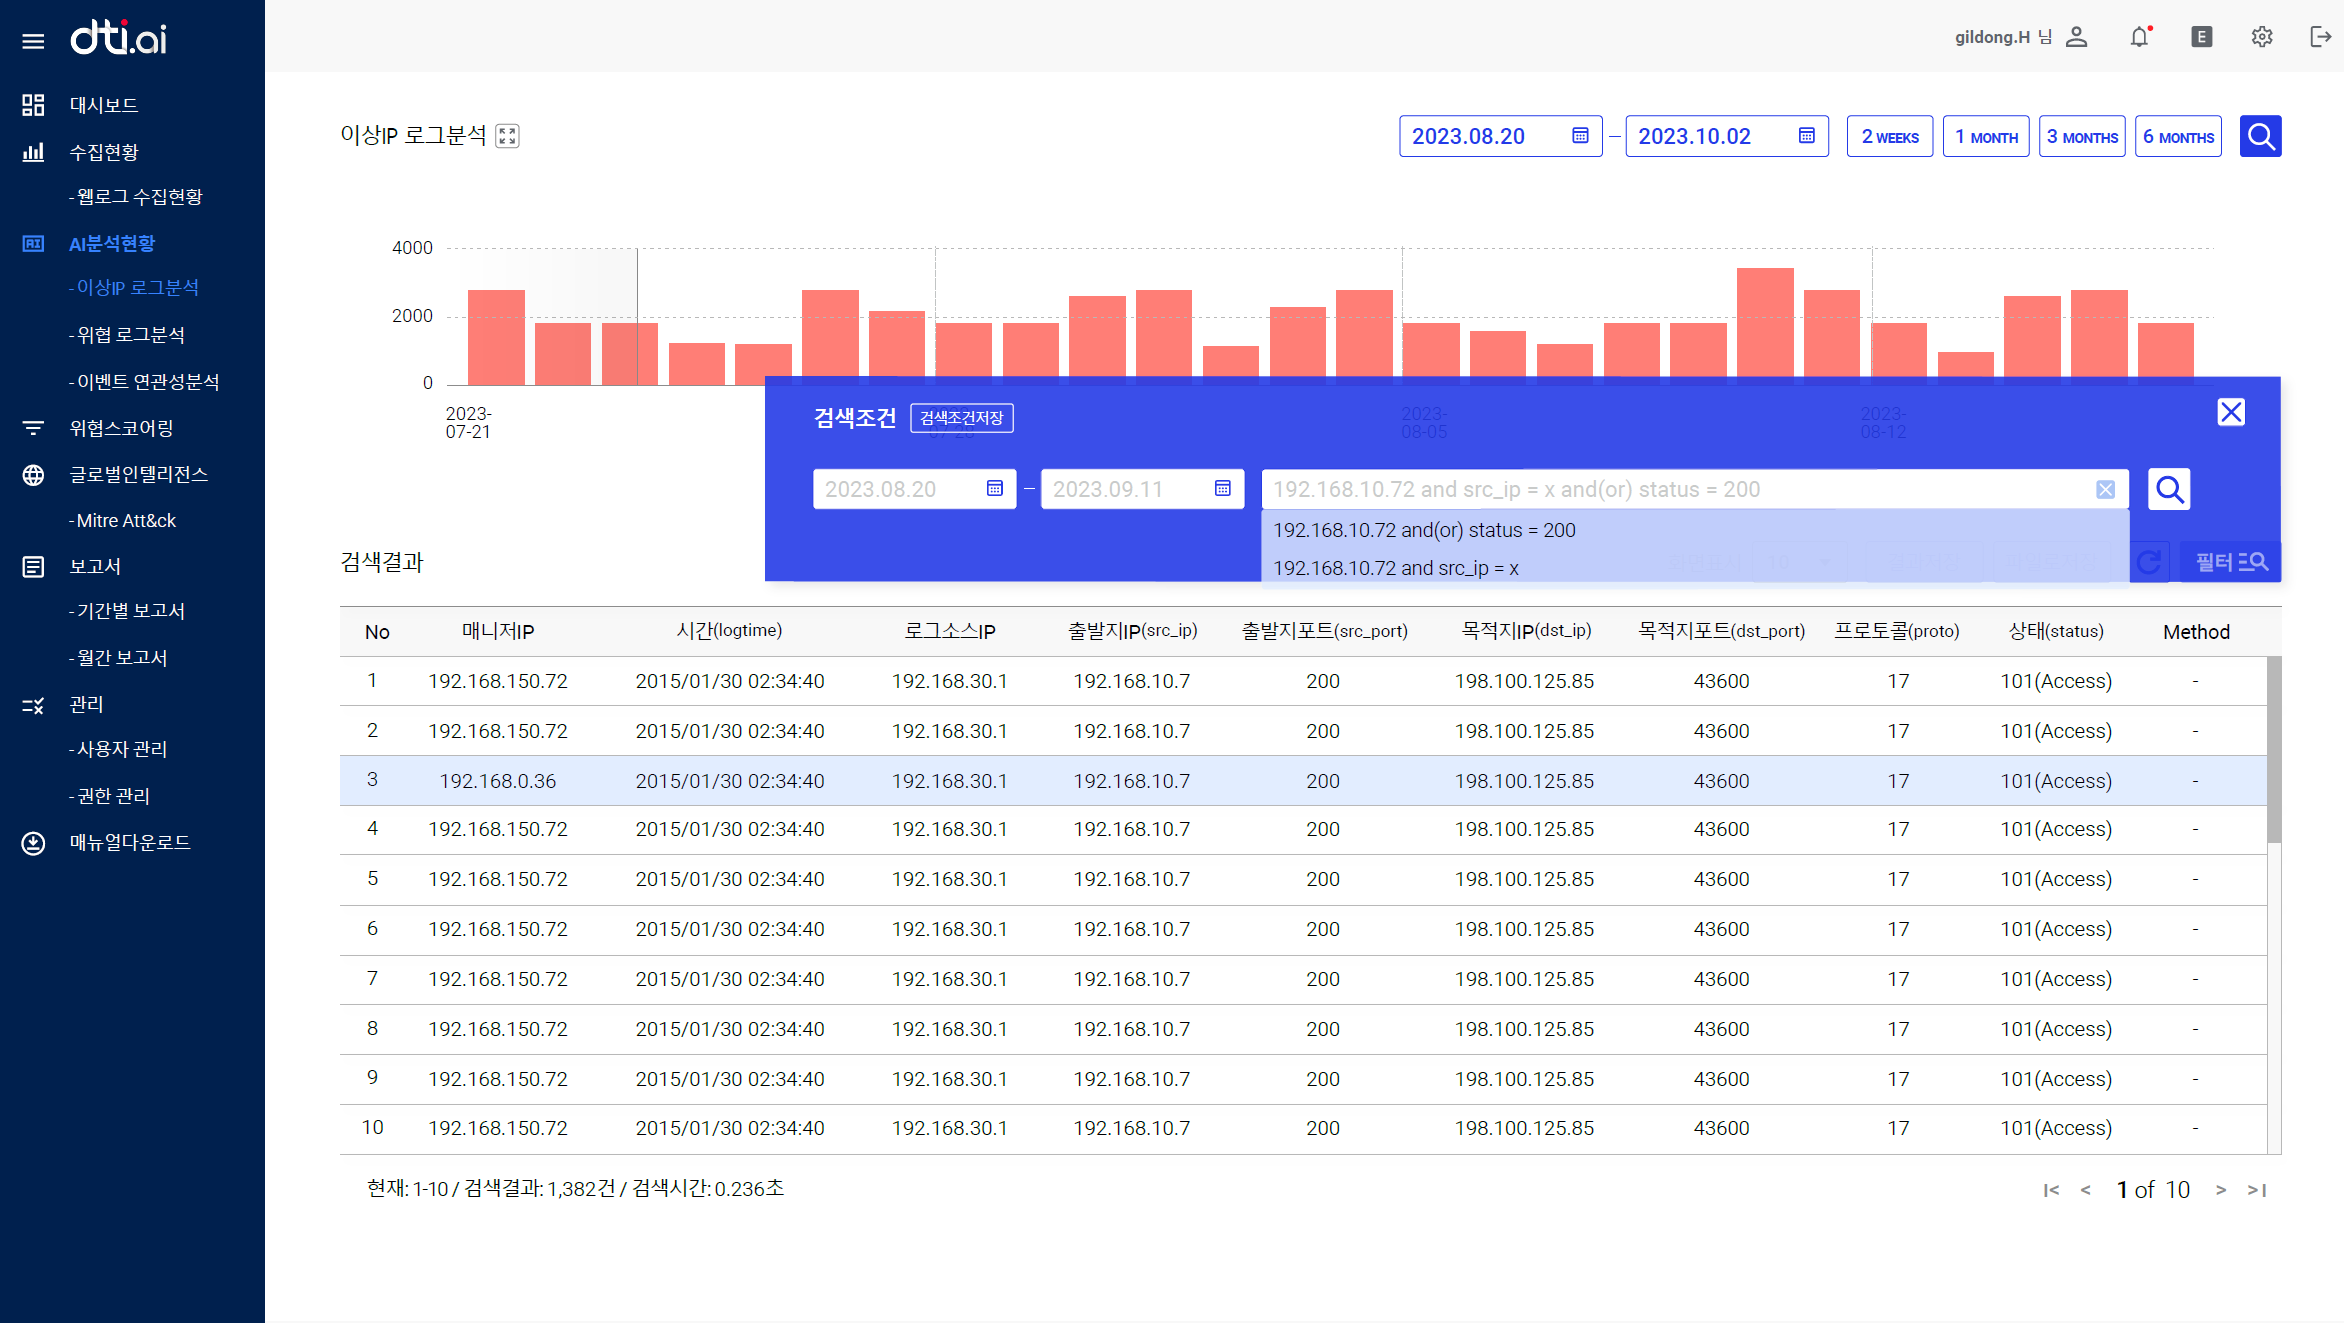 dti.ai
gildong.H 님
E
대시보드
수집현황
- 웹로그 수집현황
AI분석현황
- 이상IP 로그분석
- 위협 로그분석
- 이벤트 연관성분석
위협스코어링
글로벌인텔리전스
- Mitre Att&ck
보고서
- 기간별 보고서
- 월간 보고서
관리
- 사용자 관리
- 권한 관리
매뉴얼다운로드
이상IP 로그분석
2023.08.20 – 2023.10.02 2 WEEKS 1 MONTH 3 MONTHS 6 MONTHS
4000
2000
0
2023-
07-21
2023-
08-05
2023-
08-12
검색조건 검색조건저장
2023.08.20 – 2023.09.11 192.168.10.72 and src_ip = x and(or) status = 200
192.168.10.72 and(or) status = 200
192.168.10.72 and src_ip = x
검색결과
필터
No 매니저IP 시간(logtime) 로그소스IP 출발지IP(src_ip) 출발지포트(src_port) 목적지IP(dst_ip) 목적지포트(dst_port) 프로토콜(proto) 상태(status) Method
1 192.168.150.72 2015/01/30 02:34:40 192.168.30.1 192.168.10.7 200 198.100.125.85 43600 17 101(Access) -
2 192.168.150.72 2015/01/30 02:34:40 192.168.30.1 192.168.10.7 200 198.100.125.85 43600 17 101(Access) -
3 192.168.0.36 2015/01/30 02:34:40 192.168.30.1 192.168.10.7 200 198.100.125.85 43600 17 101(Access) -
4 192.168.150.72 2015/01/30 02:34:40 192.168.30.1 192.168.10.7 200 198.100.125.85 43600 17 101(Access) -
5 192.168.150.72 2015/01/30 02:34:40 192.168.30.1 192.168.10.7 200 198.100.125.85 43600 17 101(Access) -
6 192.168.150.72 2015/01/30 02:34:40 192.168.30.1 192.168.10.7 200 198.100.125.85 43600 17 101(Access) -
7 192.168.150.72 2015/01/30 02:34:40 192.168.30.1 192.168.10.7 200 198.100.125.85 43600 17 101(Access) -
8 192.168.150.72 2015/01/30 02:34:40 192.168.30.1 192.168.10.7 200 198.100.125.85 43600 17 101(Access) -
9 192.168.150.72 2015/01/30 02:34:40 192.168.30.1 192.168.10.7 200 198.100.125.85 43600 17 101(Access) -
10 192.168.150.72 2015/01/30 02:34:40 192.168.30.1 192.168.10.7 200 198.100.125.85 43600 17 101(Access) -
현재: 1-10 / 검색결과: 1,382건 / 검색시간: 0.236초
1 of 10